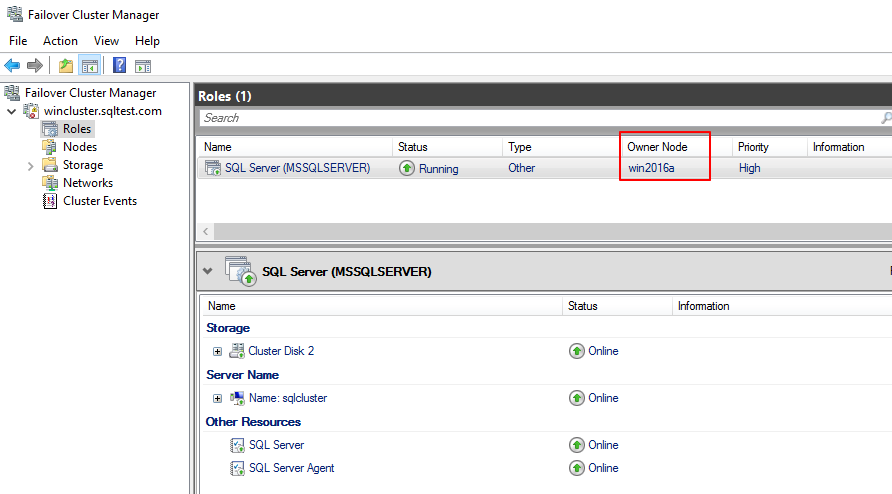 Failover Cluster Manager
File Action View Help
Failover Cluster Manager
wincluster.sqltest.com
Roles
Nodes
Storage
Networks
Cluster Events
Roles (1)
Search
Name Status Type Owner Node Priority Information
SQL Server (MSSQLSERVER) Running Other win2016a High
SQL Server (MSSQLSERVER)
Name Status Information
Storage
Cluster Disk 2 Online
Server Name
Name: sqlcluster Online
Other Resources
SQL Server Online
SQL Server Agent Online